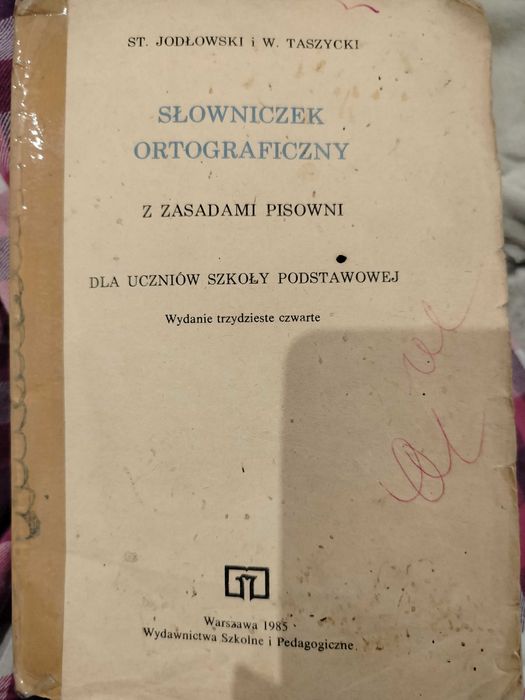 ST. JODŁOWSKI i W. TASZYCKI
SŁOWNICZEK
ORTOGRAFICZNY
Z ZASADAMI PISOWNI
DLA UCZNIÓW SZKOŁY PODSTAWOWEJ
Wydanie trzydzieste czwarte
Warszawa 1985
Wydawnictwa Szkolne i Pedagogiczne